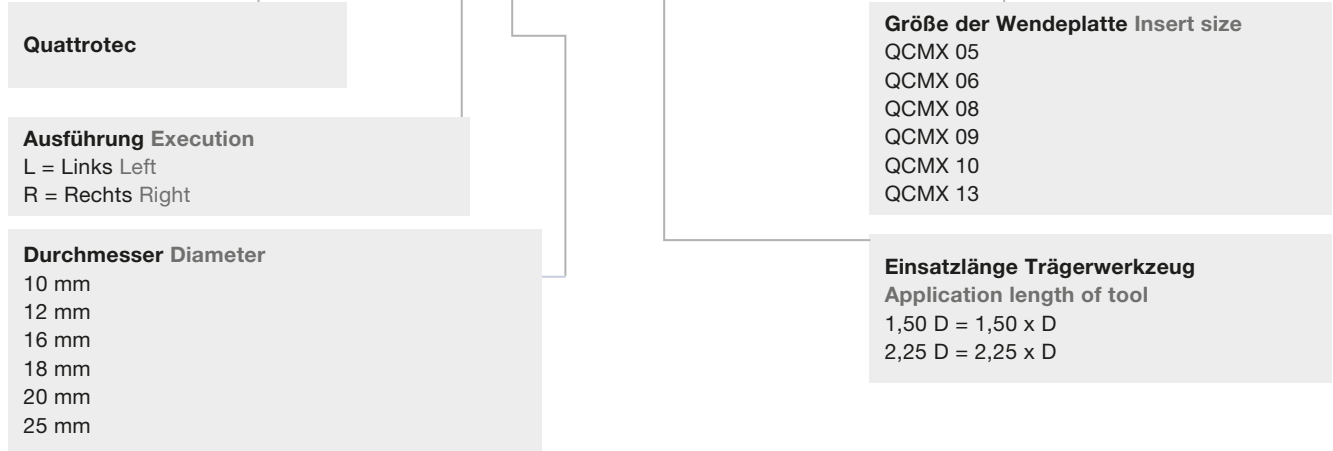 Quattrotec
Ausführung Execution
L = Links Left
R = Rechts Right
Durchmesser Diameter
10 mm
12 mm
16 mm
18 mm
20 mm
25 mm
Größe der Wendeplatte Insert size
QCMX 05
QCMX 06
QCMX 08
QCMX 09
QCMX 10
QCMX 13
Einsatzlänge Trägerwerkzeug
Application length of tool
1,50 D = 1,50 x D
2,25 D = 2,25 x D